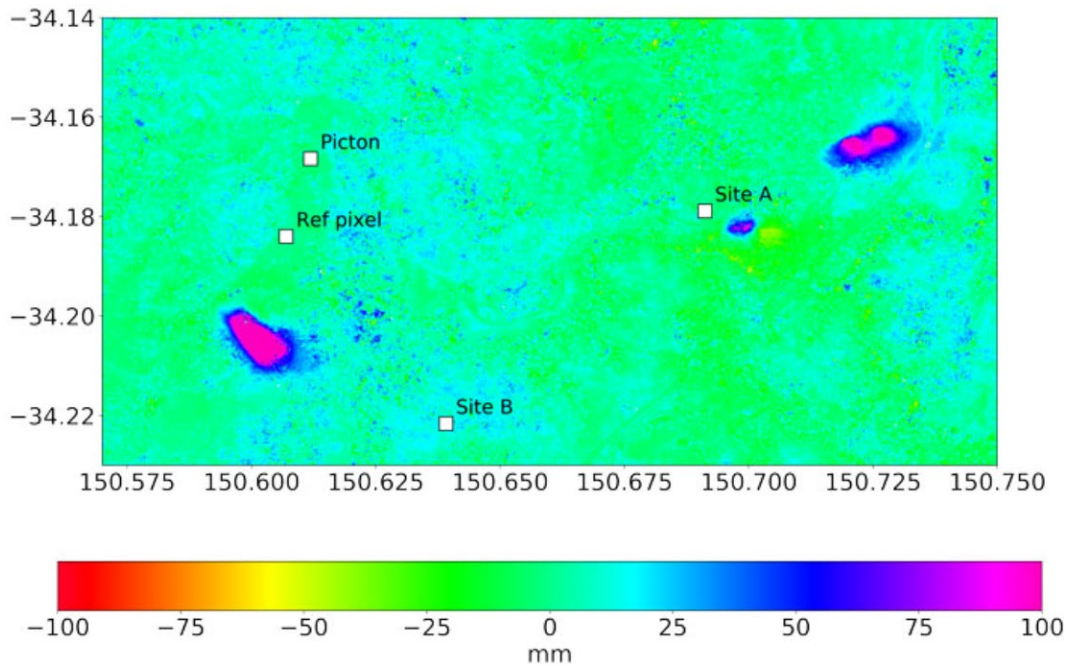 −34.14
−34.16
Picton
−34.18
Site A
Ref pixel
−34.20
−34.22
Site B
150.575 150.600 150.625 150.650 150.675 150.700 150.725 150.750
−100 −75 −50 −25 0 25 50 75 100
mm